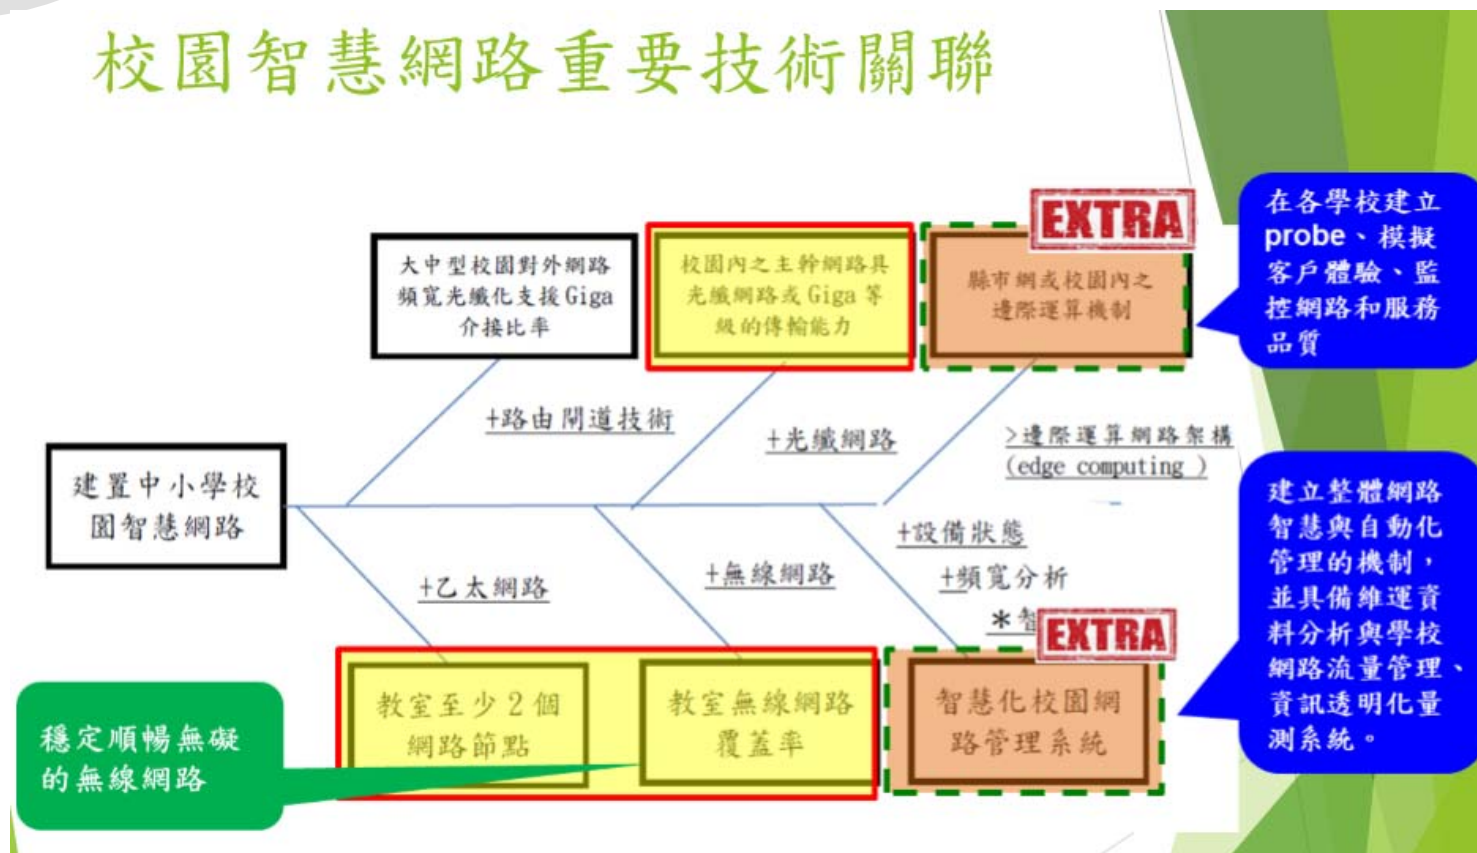 校園智慧網路重要技術關聯
大中型校園對外網路
頻寬光纖化支援Giga
介接比率
校園內之主幹網路具
光纖網路或Giga等
級的傳輸能力
EXTRA
縣市網或校園內之
邊際運算機制
在各學校建立
probe、模擬
客戶體驗、監
控網路和服務
品質
+路由閘道技術
+光纖網路
>邊際運算網路架構
(edge computing )
建置中小學校
園智慧網路
+乙太網路
+無線網路
+設備狀態
+頻寬分析
*智
EXTRA
建立整體網路
智慧與自動化
管理的機制，
並具備維運資
料分析與學校
網路流量管理、
資訊透明化量
測系統。
教室至少2個
網路節點
教室無線網路
覆蓋率
智慧化校園網
路管理系統
穩定順暢無礙
的無線網路